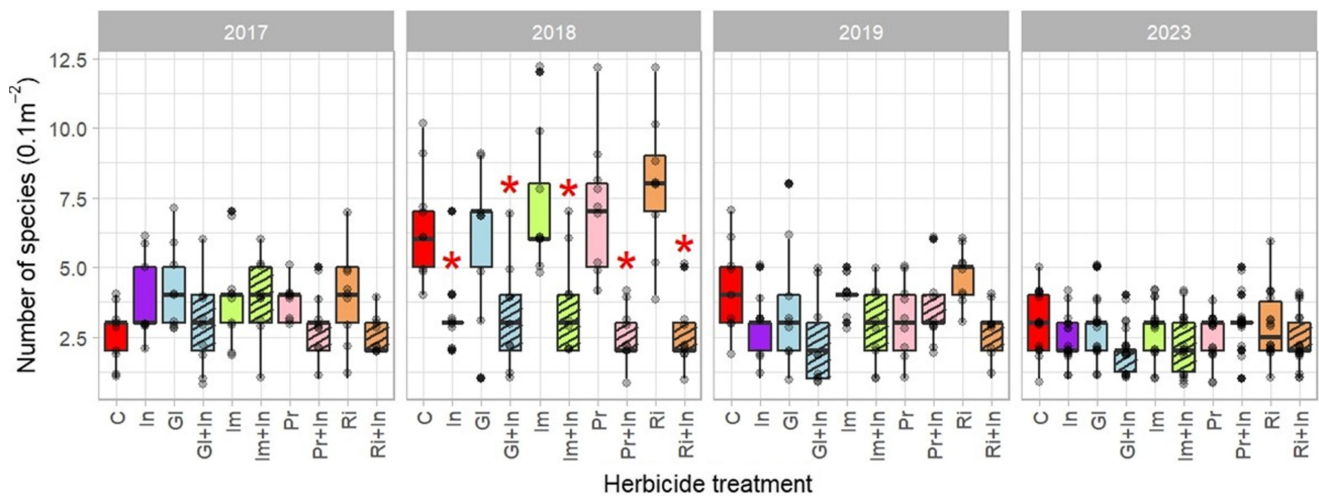 2017 2018 2019 2023
Number of species (0.1m⁻²)
12.5
10.0
7.5
5.0
2.5
* * * * *
C In Gl Gl+In Im Im+In Pr Pr+In Ri Ri+In C In Gl Gl+In Im Im+In Pr Pr+In Ri Ri+In C In Gl Gl+In Im Im+In Pr Pr+In Ri Ri+In C In Gl Gl+In Im Im+In Pr Pr+In Ri Ri+In
Herbicide treatment